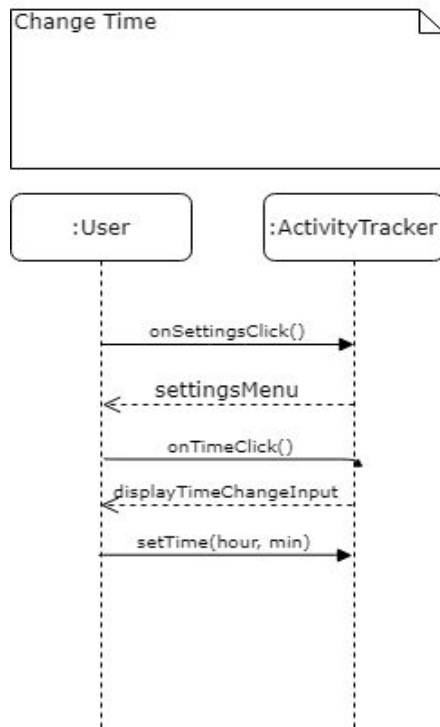 Change Time
:User
:ActivityTracker
onSettingsClick()
settingsMenu
onTimeClick()
displayTimeChangeInput
setTime(hour, min)